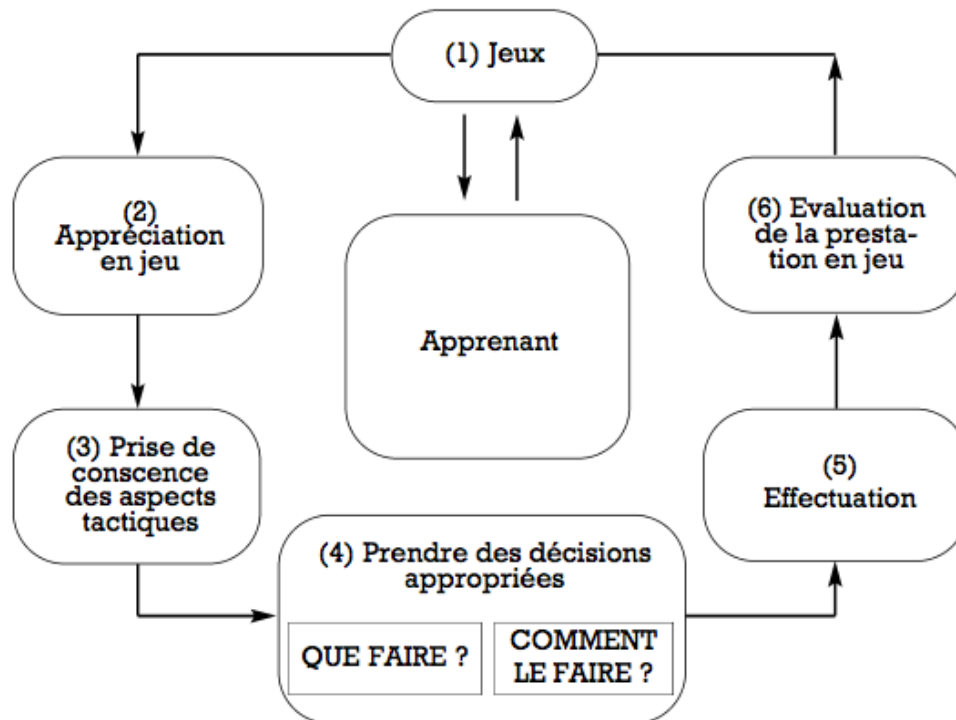 (1) Jeux
(2)
Appréciation
en jeu
(3) Prise de
conscence
des aspects
tactiques
(4) Prendre des décisions
appropriées
QUE FAIRE ?
COMMENT
LE FAIRE ?
(5)
Effectuation
(6) Evaluation
de la presta-
tion en jeu
Apprenant